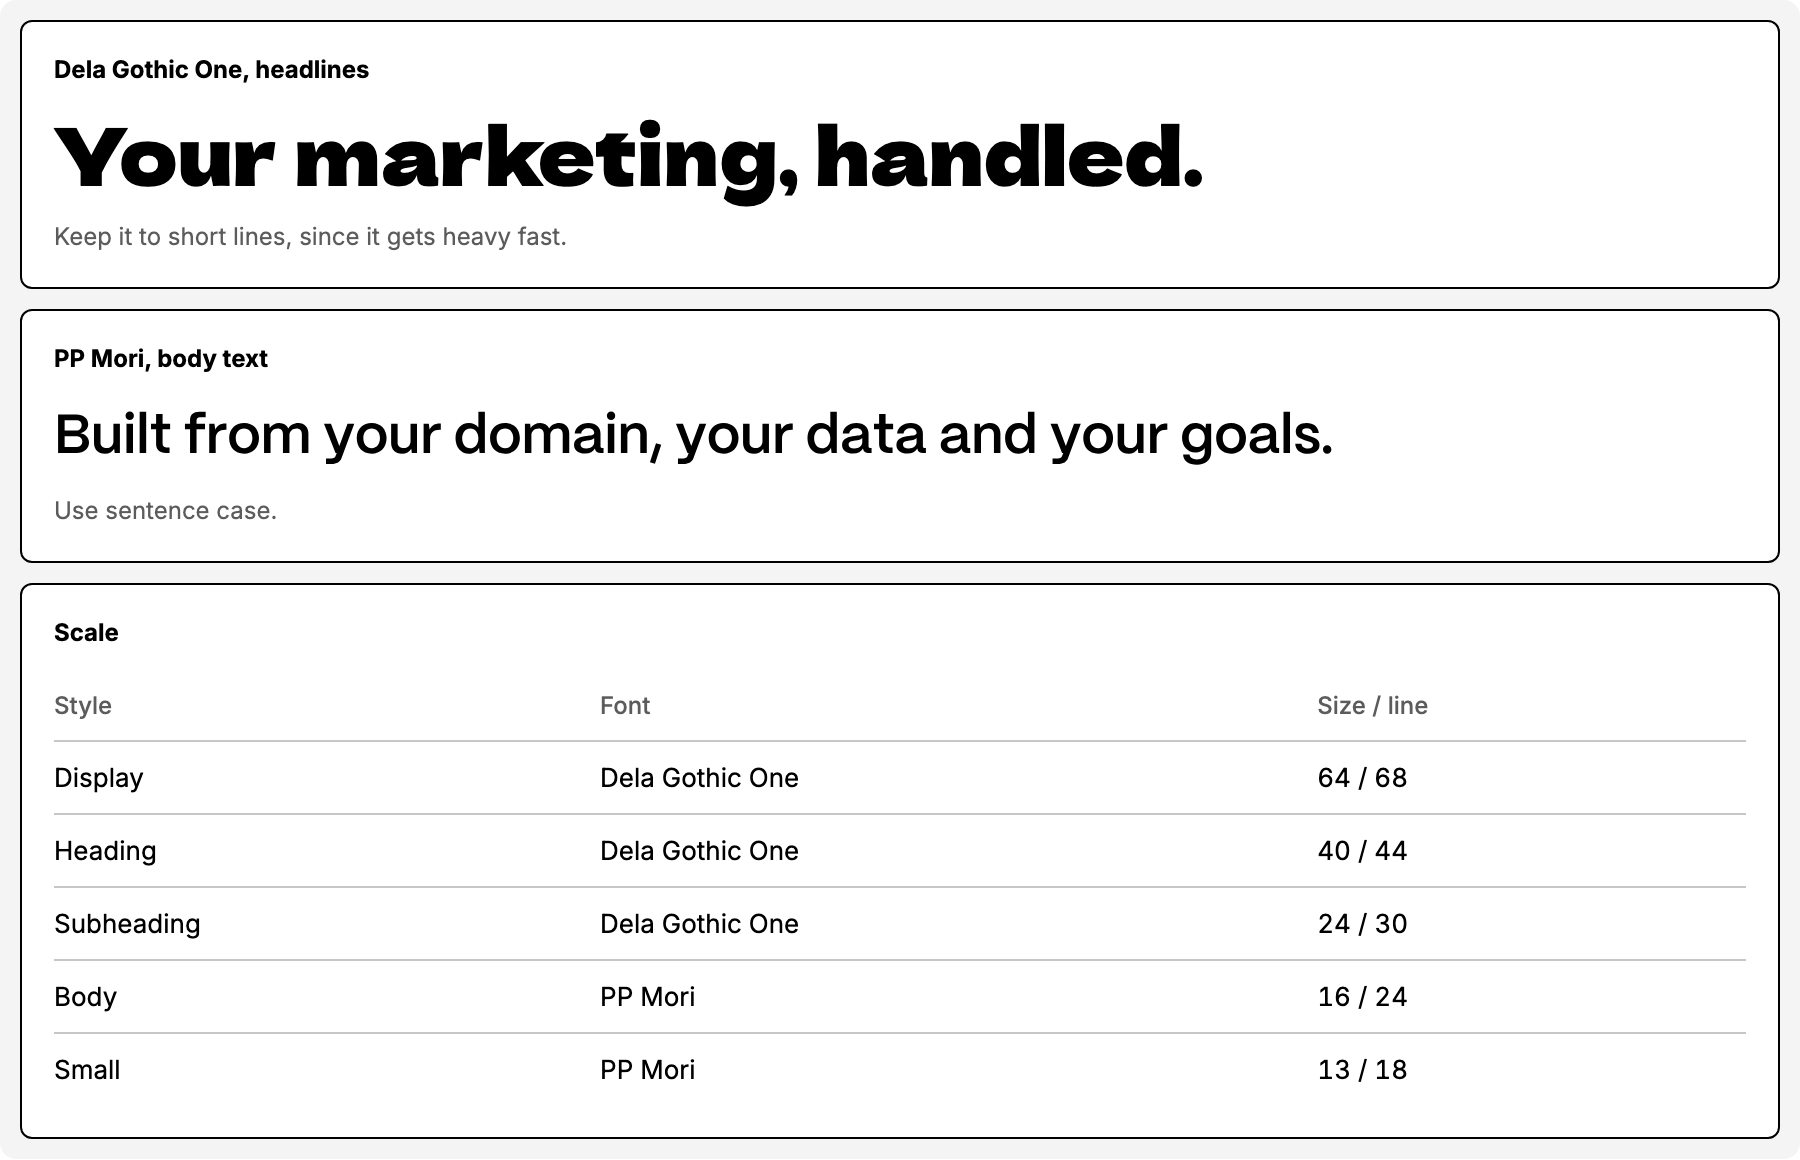 Dela Gothic One, headlines
Your marketing, handled.
Keep it to short lines, since it gets heavy fast.
PP Mori, body text
Built from your domain, your data and your goals.
Use sentence case.
Scale
Style Font Size / line
Display Dela Gothic One 64 / 68
Heading Dela Gothic One 40 / 44
Subheading Dela Gothic One 24 / 30
Body PP Mori 16 / 24
Small PP Mori 13 / 18